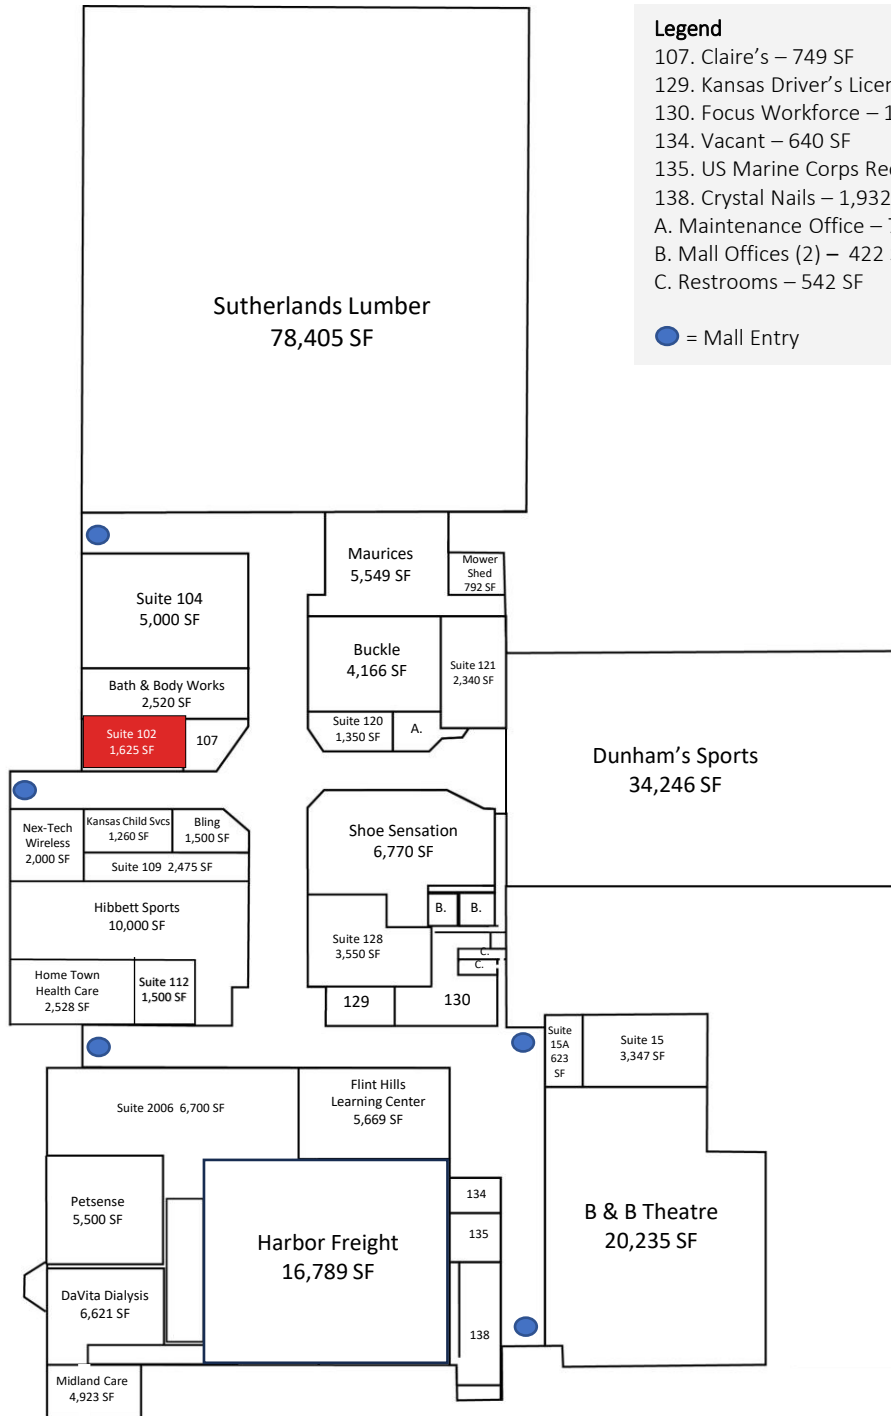 Legend
107. Claire's – 749 SF
129. Kansas Driver's Licen
130. Focus Workforce – 1
134. Vacant – 640 SF
135. US Marine Corps Rec
138. Crystal Nails – 1,932
A. Maintenance Office – 7
B. Mall Offices (2) – 422
C. Restrooms – 542 SF
= Mall Entry
Sutherlands Lumber
78,405 SF
Maurices
5,549 SF
Mower
Shed
792 SF
Suite 104
5,000 SF
Buckle
4,166 SF
Suite 121
2,340 SF
Bath & Body Works
2,520 SF
Suite 102
1,625 SF
107
Suite 120
1,350 SF
A.
Dunham's Sports
34,246 SF
Nex-Tech
Wireless
2,000 SF
Kansas Child Svcs
1,260 SF
Bling
1,500 SF
Suite 109 2,475 SF
Shoe Sensation
6,770 SF
Hibbett Sports
10,000 SF
B.
B.
Suite 128
3,550 SF
C.
C.
Home Town
Health Care
2,528 SF
Suite 112
1,500 SF
129
130
Suite
15A
623
SF
Suite 15
3,347 SF
Suite 2006 6,700 SF
Flint Hills
Learning Center
5,669 SF
Petsense
5,500 SF
134
135
Harbor Freight
16,789 SF
B & B Theatre
20,235 SF
DaVita Dialysis
6,621 SF
138
Midland Care
4,923 SF